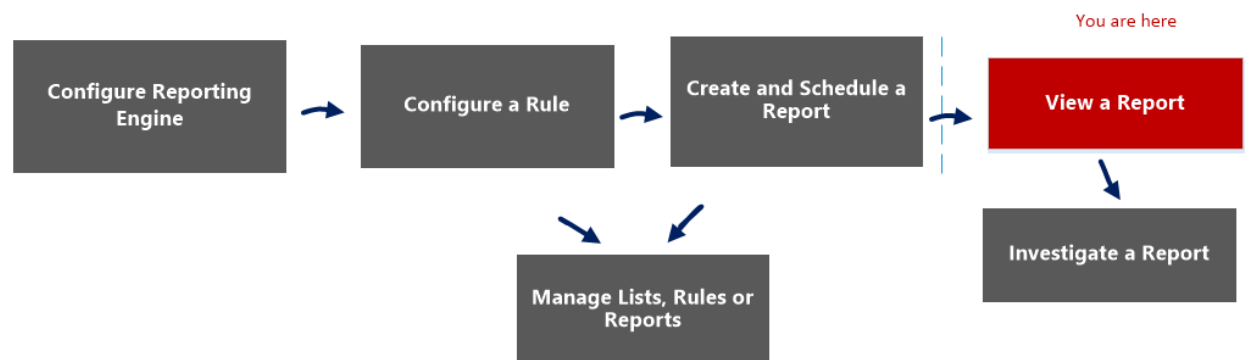 You are here
Configure Reporting
Engine
Configure a Rule
Create and Schedule a
Report
View a Report
Manage Lists, Rules or
Reports
Investigate a Report